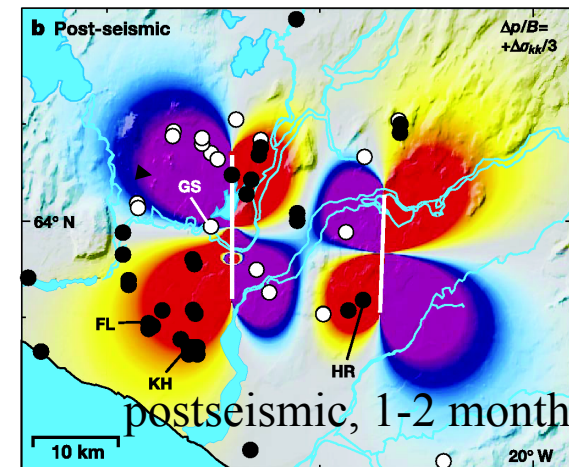 b Post-seismic
Δp/B=
+Δσkk/3
GS
64° N
FL
KH
HR
postseismic, 1-2 month
10 km
20° W